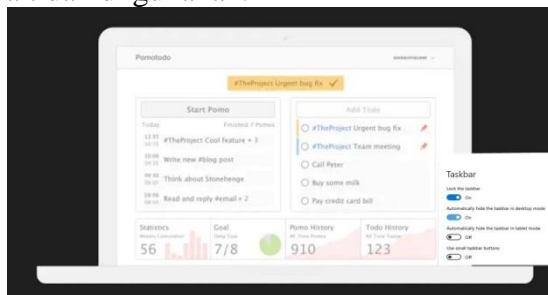 Pomotodo
#TheProject Urgent bug fix
Start Pomo
Today Finished 7 Pomos
#TheProject Cool feature × 3
Write new #blog post
Think about Stonehenge
Read and reply #email × 2
Add Todo
#TheProject Urgent bug fix
#TheProject Team meeting
Call Peter
Buy some milk
Pay credit card bill
Statistics
56
Goal
7/8
Pomo History
910
Todo History
123
Taskbar
Lock the taskbar
On
Automatically hide the taskbar in desktop mode
On
Automatically hide the taskbar in tablet mode
Off
Use small taskbar buttons
Off